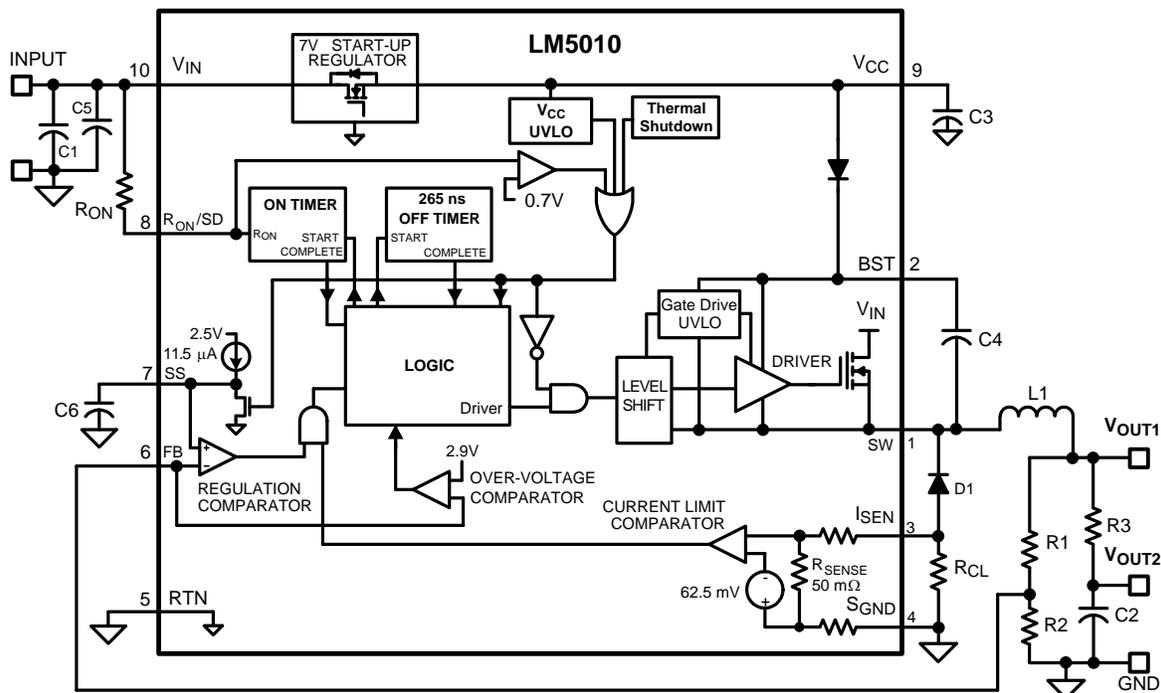 LM5010
7V START-UP
REGULATOR
INPUT
10
VIN
VCC
9
C5
C1
VCC
UVLO
Thermal
Shutdown
C3
0.7V
RON
8
RON/SD
ON TIMER
RON
START
COMPLETE
265 ns
OFF TIMER
START
COMPLETE
BST
2
Gate Drive
UVLO
VIN
C4
2.5V
11.5 μA
7
SS
C6
LOGIC
Driver
LEVEL
SHIFT
DRIVER
L1
SW
1
VOUT1
6
FB
+
−
REGULATION
COMPARATOR
2.9V
OVER-VOLTAGE
COMPARATOR
CURRENT LIMIT
COMPARATOR
ISEN
3
D1
R3
R1
VOUT2
RSENSE
50 mΩ
RCL
62.5 mV
-
+
SGND
4
R2
C2
5
RTN
GND